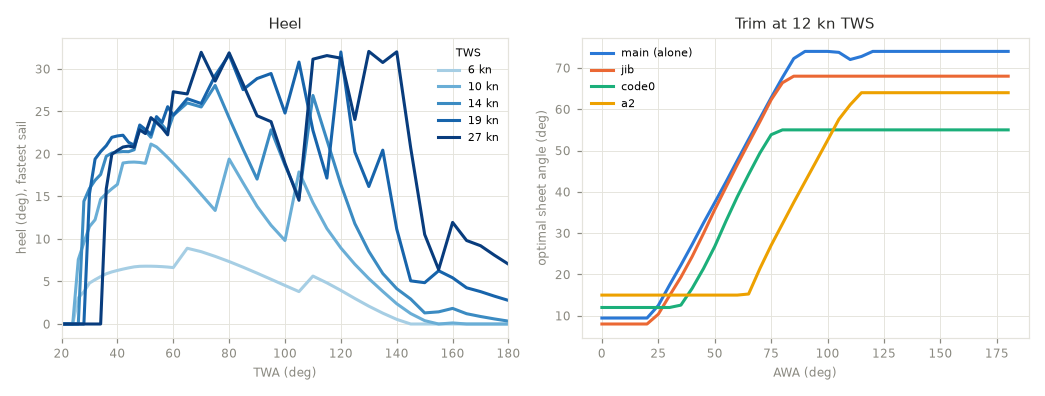 Heel
heel (deg), fastest sail
30
25
20
15
10
5
0
20 40 60 80 100 120 140 160 180
TWA (deg)
TWS
6 kn
10 kn
14 kn
19 kn
27 kn
Trim at 12 kn TWS
optimal sheet angle (deg)
70
60
50
40
30
20
10
0 25 50 75 100 125 150 175
AWA (deg)
main (alone)
jib
code0
a2